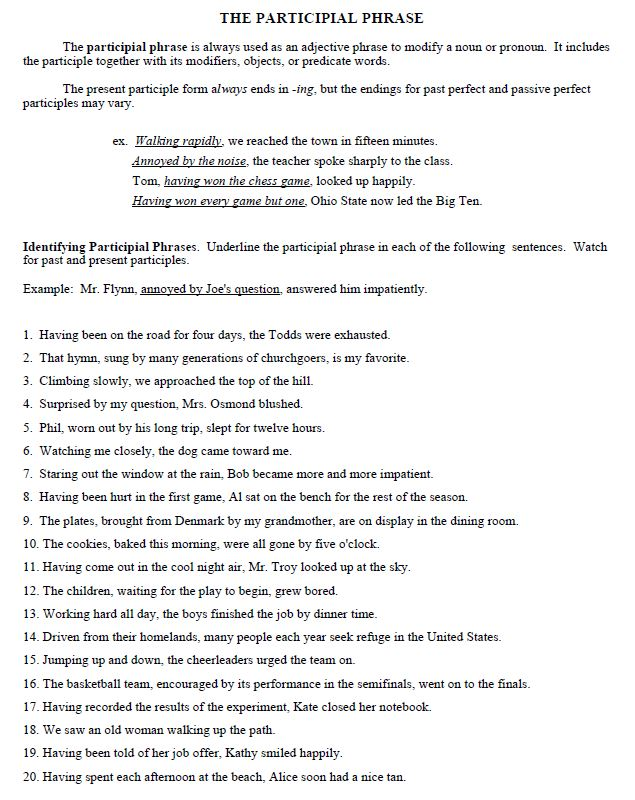 THE PARTICIPIAL PHRASE
The participial phrase is always used as an adjective phrase to modify a noun or pronoun. It includes
the participle together with its modifiers, objects, or predicate words.
The present participle form always ends in -ing, but the endings for past perfect and passive perfect
participles may vary.
ex. Walking rapidly, we reached the town in fifteen minutes.
Annoyed by the noise, the teacher spoke sharply to the class.
Tom, having won the chess game, looked up happily.
Having won every game but one, Ohio State now led the Big Ten.
Identifying Participial Phrases. Underline the participial phrase in each of the following sentences. Watch
for past and present participles.
Example: Mr. Flynn, annoyed by Joe's question, answered him impatiently.
1. Having been on the road for four days, the Todds were exhausted.
2. That hymn, sung by many generations of churchgoers, is my favorite.
3. Climbing slowly, we approached the top of the hill.
4. Surprised by my question, Mrs. Osmond blushed.
5. Phil, worn out by his long trip, slept for twelve hours.
6. Watching me closely, the dog came toward me.
7. Staring out the window at the rain, Bob became more and more impatient.
8. Having been hurt in the first game, Al sat on the bench for the rest of the season.
9. The plates, brought from Denmark by my grandmother, are on display in the dining room.
10. The cookies, baked this morning, were all gone by five o'clock.
11. Having come out in the cool night air, Mr. Troy looked up at the sky.
12. The children, waiting for the play to begin, grew bored.
13. Working hard all day, the boys finished the job by dinner time.
14. Driven from their homelands, many people each year seek refuge in the United States.
15. Jumping up and down, the cheerleaders urged the team on.
16. The basketball team, encouraged by its performance in the semifinals, went on to the finals.
17. Having recorded the results of the experiment, Kate closed her notebook.
18. We saw an old woman walking up the path.
19. Having been told of her job offer, Kathy smiled happily.
20. Having spent each afternoon at the beach, Alice soon had a nice tan.